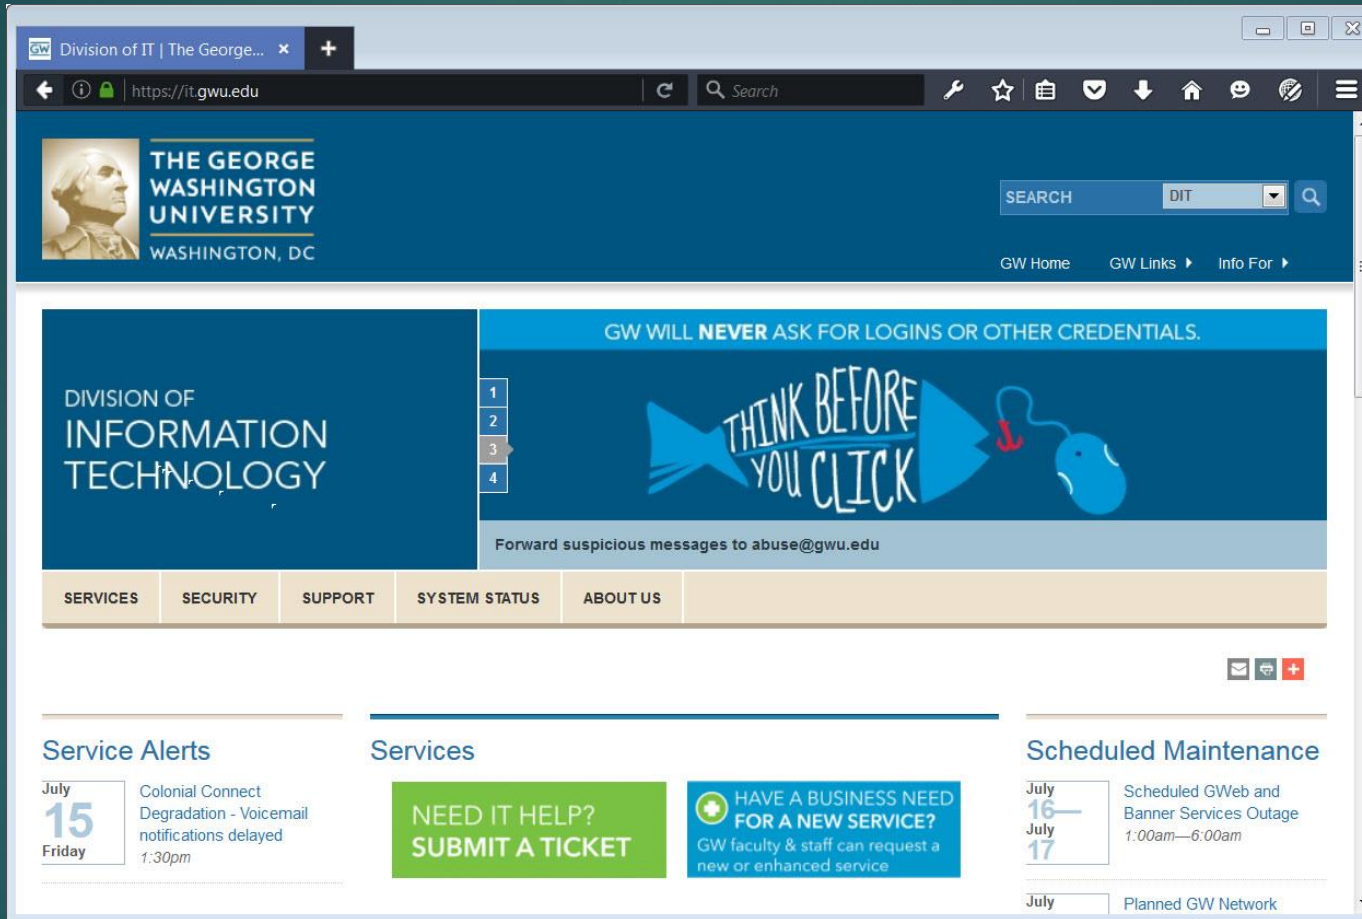 GW Division of IT | The George...
https://it.gwu.edu
Search
THE GEORGE
WASHINGTON
UNIVERSITY
WASHINGTON, DC
SEARCH DIT
GW Home GW Links Info For
DIVISION OF
INFORMATION
TECHNOLOGY
GW WILL NEVER ASK FOR LOGINS OR OTHER CREDENTIALS.
1
2
3
4
THINK BEFORE
YOU CLICK
Forward suspicious messages to abuse@gwu.edu
SERVICES SECURITY SUPPORT SYSTEM STATUS ABOUT US
Service Alerts
July
15
Friday
Colonial Connect
Degradation - Voicemail
notifications delayed
1:30pm
Services
NEED IT HELP?
SUBMIT A TICKET
HAVE A BUSINESS NEED
FOR A NEW SERVICE?
GW faculty & staff can request a
new or enhanced service
Scheduled Maintenance
July
16—
July
17
Scheduled GWeb and
Banner Services Outage
1:00am—6:00am
July
Planned GW Network